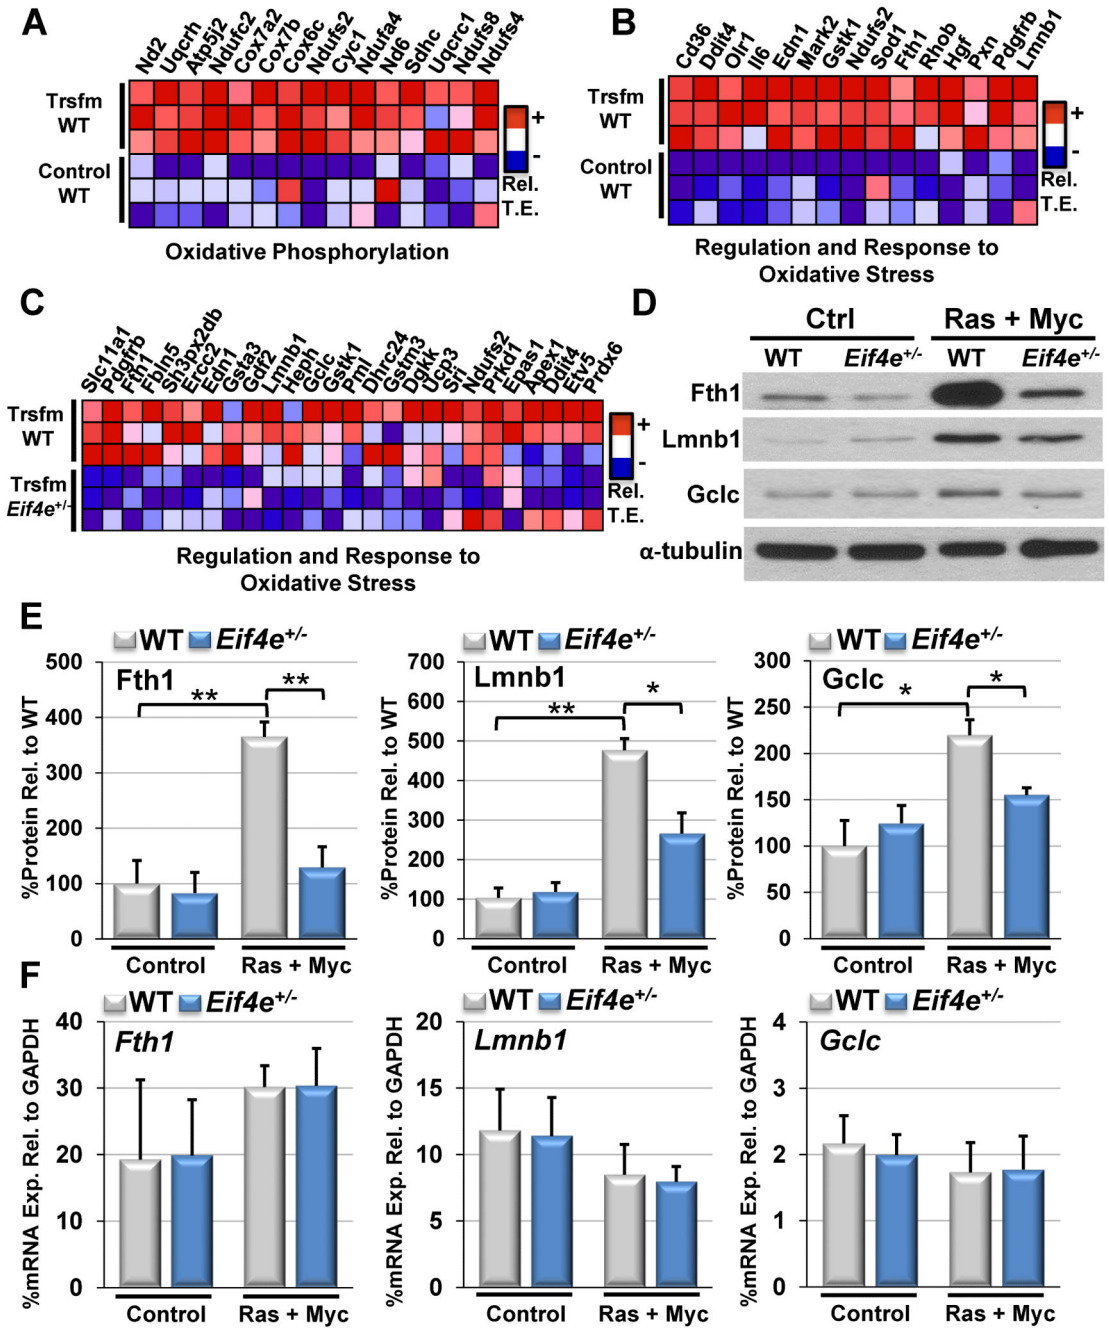 A
Nd2 Uqcrh Atp5j2 Ndufc2 Cox7a2 Cox7b Cox6c Ndufs2 Cyc1 Ndufa4 Nd6 Sdhc Uqcrc1 Ndufs8 Ndufs4
Trsfm
WT
Control
WT
+
-
Rel.
T.E.
Oxidative Phosphorylation
B
Cd36 Ddit4 Olr1 Il6 Edn1 Mark2 Gstk1 Ndufs2 Sod1 Fth1 Rhob Hgf Pxn Pdgfrb Lmnb1
Trsfm
WT
Control
WT
+
-
Rel.
T.E.
Regulation and Response to
Oxidative Stress
C
Slc11a1 Pdgfrb Fth1 Fbln5 Sh3px2db Ercc2 Edn1 Gsta3 Gdf2 Lmnb1 Heph Gclc Gstk1 Pml Dhrc24 Gstm3 Dgkk Ucp3 Sri Ndufs2 Prkd1 Epas1 Apex1 Ddit4 Etv5 Prdx6
Trsfm
WT
Trsfm
Eif4e+/-
+
-
Rel.
T.E.
Regulation and Response to
Oxidative Stress
D
Ctrl Ras + Myc
WT Eif4e+/- WT Eif4e+/-
Fth1
Lmnb1
Gclc
α-tubulin
E
WT Eif4e+/-
Fth1
%Protein Rel. to WT
500
400
300
200
100
0
** **
Control Ras + Myc
WT Eif4e+/-
Lmnb1
%Protein Rel. to WT
700
600
500
400
300
200
100
0
** *
Control Ras + Myc
WT Eif4e+/-
Gclc
%Protein Rel. to WT
300
250
200
150
100
50
0
* *
Control Ras + Myc
F
WT Eif4e+/-
Fth1
%mRNA Exp. Rel. to GAPDH
40
30
20
10
0
Control Ras + Myc
WT Eif4e+/-
Lmnb1
%mRNA Exp. Rel. to GAPDH
20
15
10
5
0
Control Ras + Myc
WT Eif4e+/-
Gclc
%mRNA Exp. Rel. to GAPDH
4
3
2
1
0
Control Ras + Myc